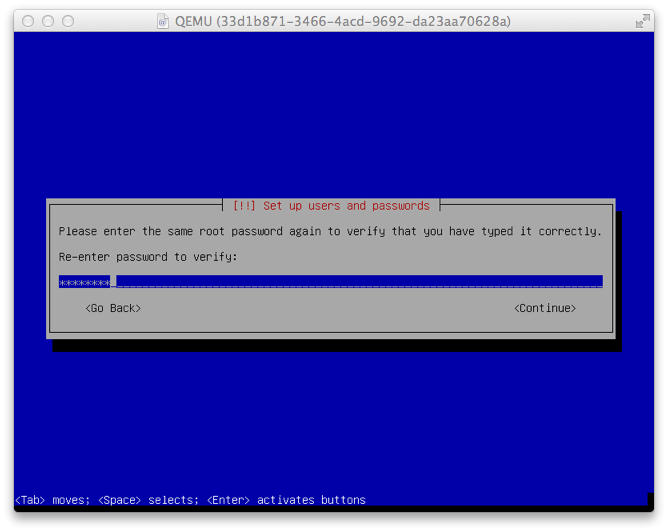 QEMU (33d1b871-3466-4acd-9692-da23aa70628a)
[!!] Set up users and passwords
Please enter the same root password again to verify that you have typed it correctly.
Re-enter password to verify:
********
<Go Back> <Continue>
<Tab> moves; <Space> selects; <Enter> activates buttons